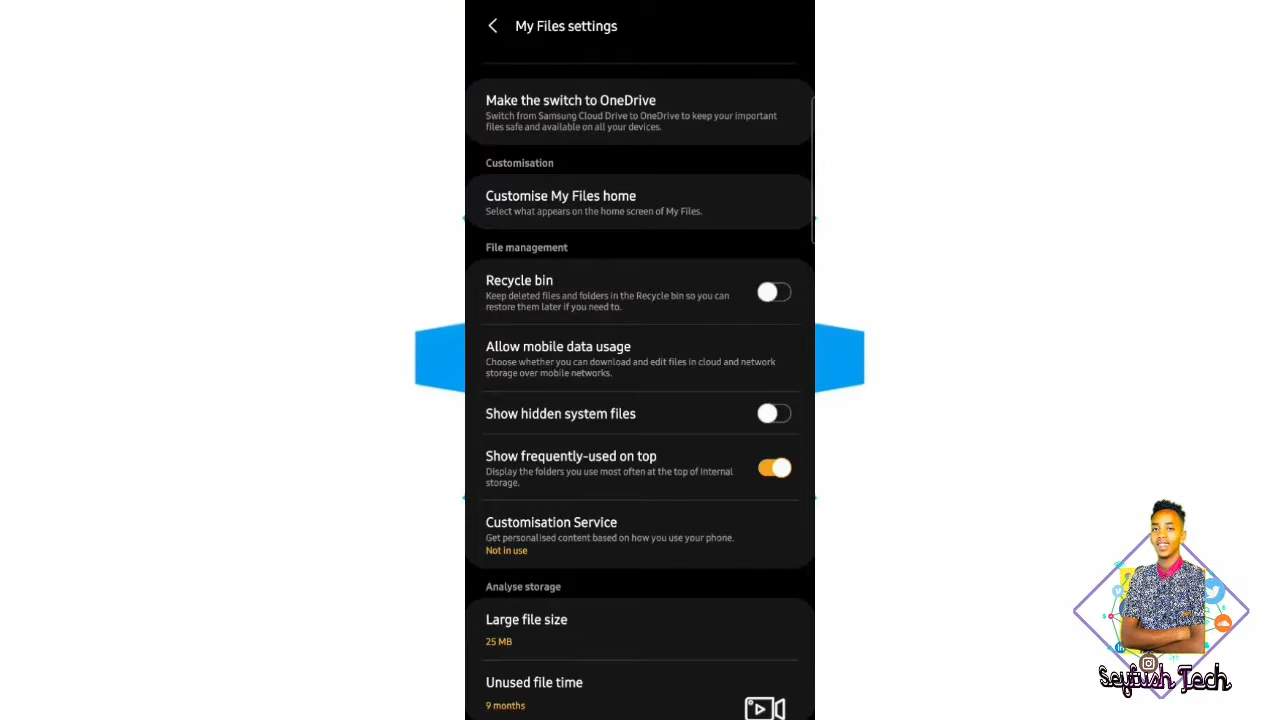 My Files settings
Make the switch to OneDrive
Switch from Samsung Cloud Drive to OneDrive to keep your important
files safe and available on all your devices.
Customisation
Customise My Files home
Select what appears on the home screen of My Files.
File management
Recycle bin
Keep deleted files and folders in the Recycle bin so you can
restore them later if you need to.
Allow mobile data usage
Choose whether you can download and edit files in cloud and network
storage over mobile networks.
Show hidden system files
Show frequently-used on top
Display the folders you use most often at the top of Internal
storage.
Customisation Service
Get personalised content based on how you use your phone.
Not in use
Analyse storage
Large file size
25 MB
Unused file time
9 months
Seyfush Tech